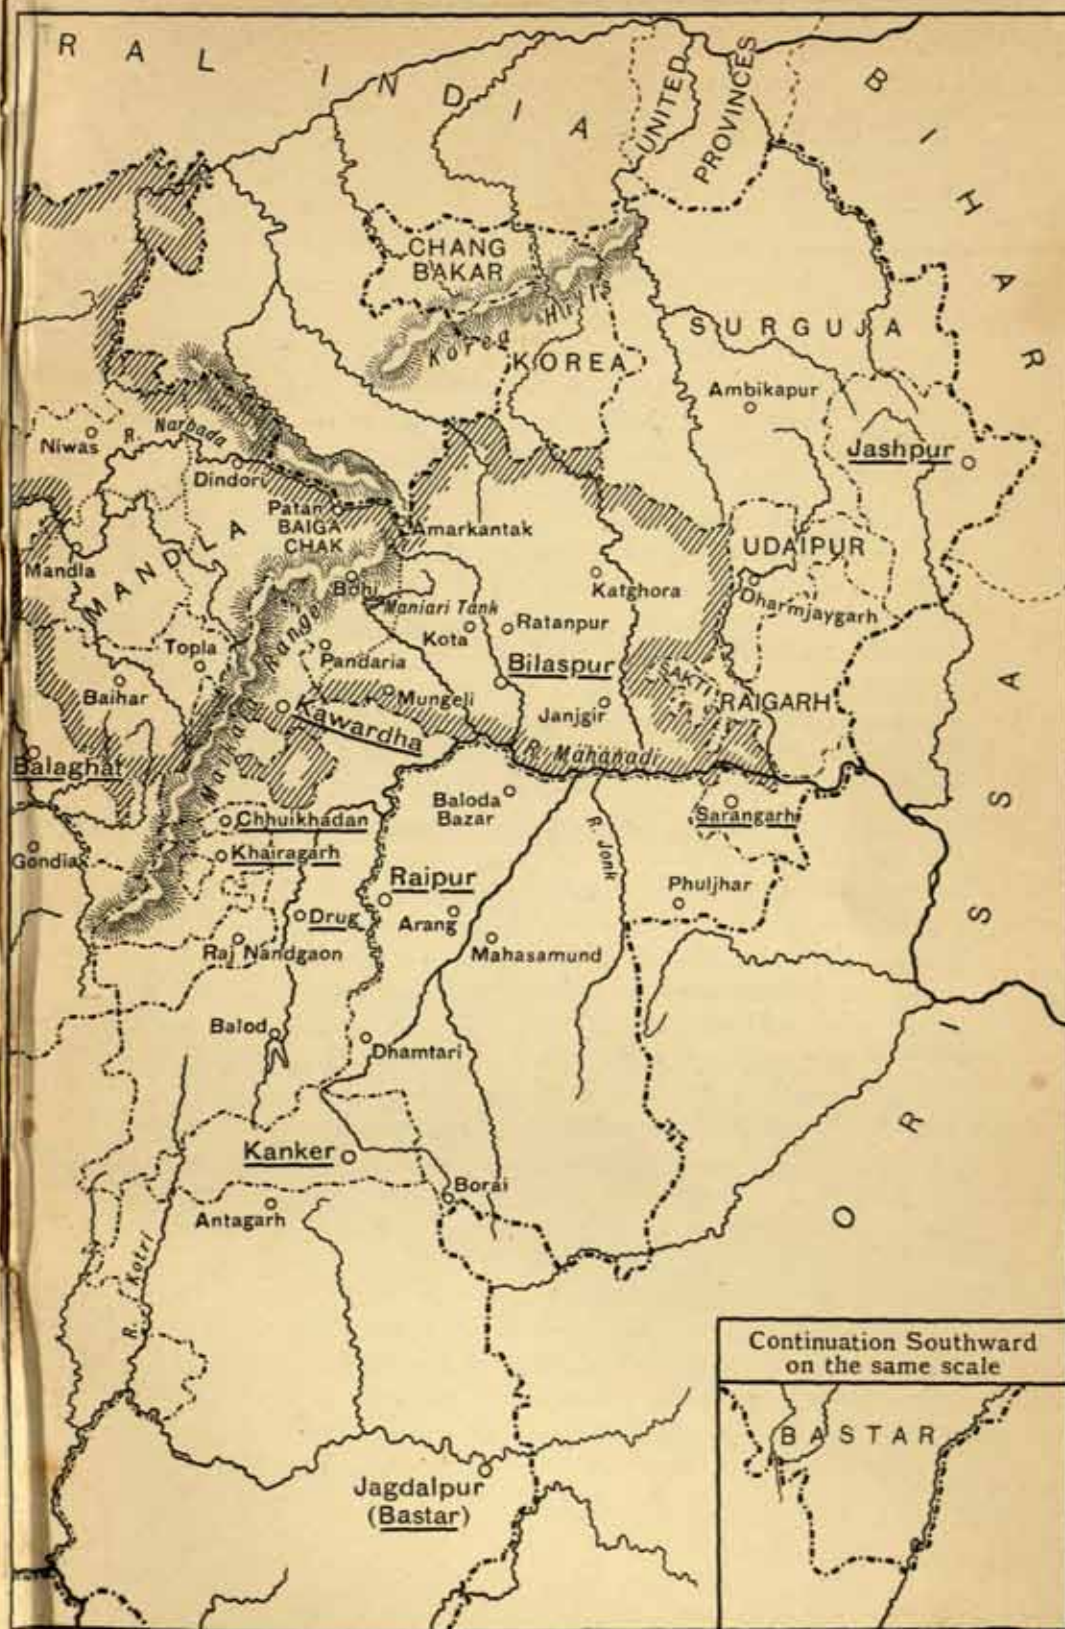 RAL INDIA
UNITED
PROVINCES
BIHAR
CHANG
BAKAR
Korea Hills
KOREA
SURGUJA
Ambikapur
Jashpur
Niwas
R. Narbada
Dindori
Patan
BAIGA
CHAK
Amarkantak
UDAIPUR
Mandla
MANDLA
Bohi
Katghora
Dharmjaygarh
Maniari Tank
Kota
Ratanpur
Topla
Maikal Range
Pandaria
Bilaspur
SAKTI
RAIGARH
Baihar
Mungeli
Janjgir
Kawardha
Balaghat
R. Mahanadi
Baloda
Bazar
Sarangarh
Chhuikhadan
R. Jonk
Gondia
Khairagarh
Raipur
Phuljhar
Drug
Arang
Raj Nandgaon
Mahasamund
Balod
Dhamtari
ORISSA
Kanker
Borai
Antagarh
R. Kotri
Jagdalpur
(Bastar)
Continuation Southward
on the same scale
BASTAR